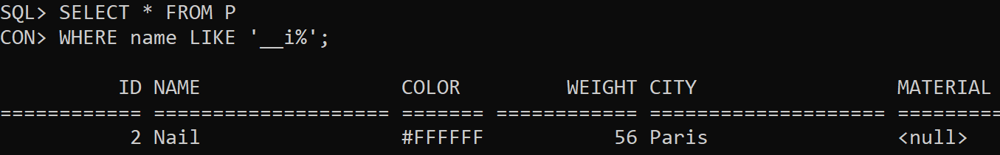 SQL> SELECT * FROM P
CON> WHERE name LIKE '__i%';
ID NAME COLOR WEIGHT CITY MATERIAL
============ ==================== ======= ============ ==================== =========
2 Nail #FFFFFF 56 Paris <null>